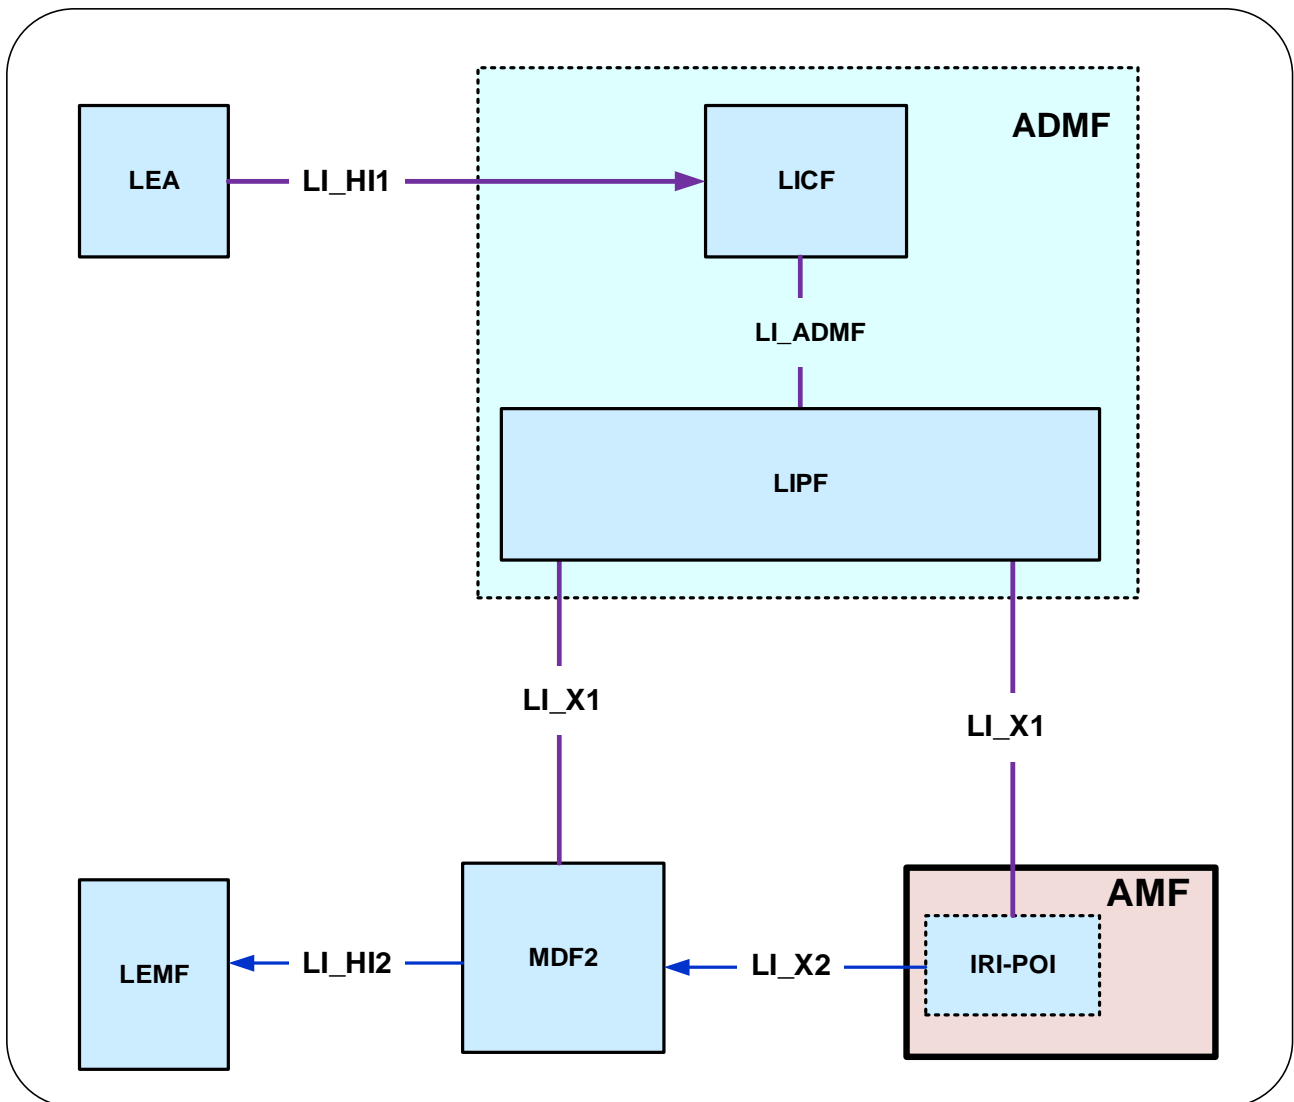 ADMF
LEA
LI_HI1
LICF
LI_ADMF
LIPF
LI_X1
LI_X1
AMF
LEMF
LI_HI2
MDF2
LI_X2
IRI-POI